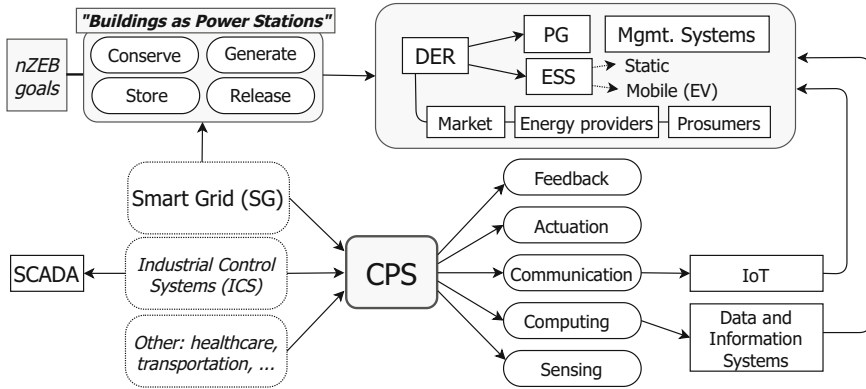 "Buildings as Power Stations"
nZEB
goals
Conserve
Generate
Store
Release
DER
PG
Mgmt. Systems
ESS
Static
Mobile (EV)
Market
Energy providers
Prosumers
Smart Grid (SG)
SCADA
Industrial Control
Systems (ICS)
Other: healthcare,
transportation, ...
CPS
Feedback
Actuation
Communication
Computing
Sensing
IoT
Data and
Information
Systems